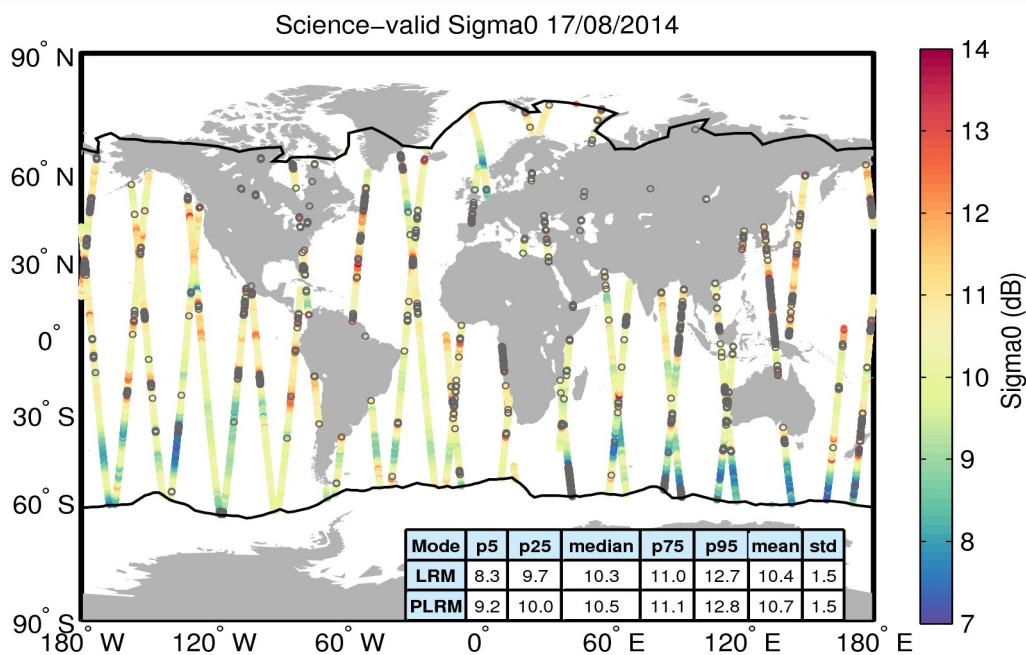 Science−valid Sigma0 17/08/2014
90° N
60° N
30° N
0°
30° S
60° S
90° S
180° W
120° W
60° W
0°
60° E
120° E
180° E
14
13
12
11
10
9
8
7
Sigma0 (dB)
Mode p5 p25 median p75 p95 mean std
LRM 8.3 9.7 10.3 11.0 12.7 10.4 1.5
PLRM 9.2 10.0 10.5 11.1 12.8 10.7 1.5